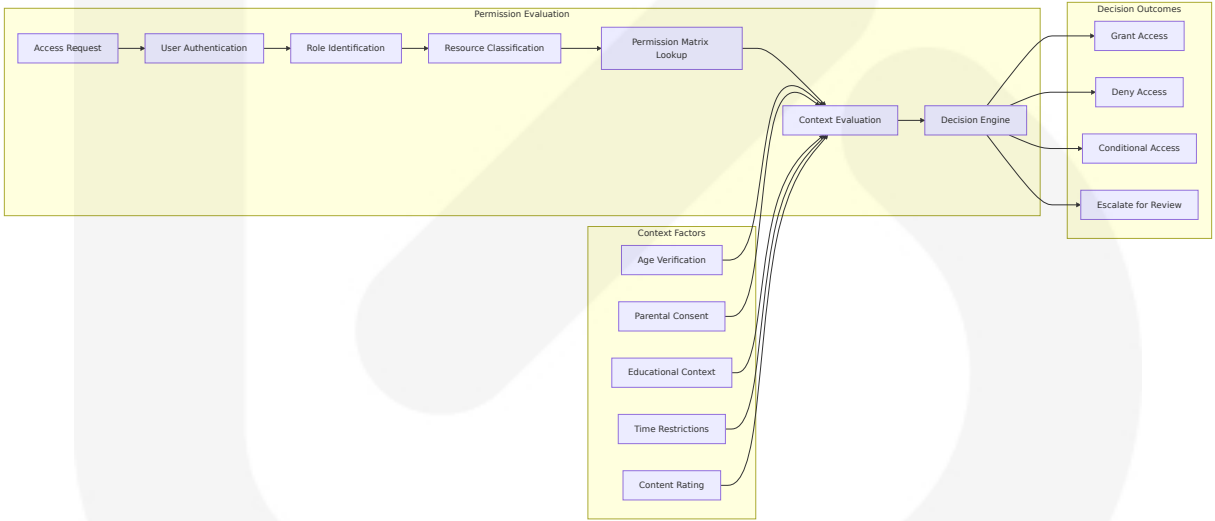 Permission Evaluation
Access Request
User Authentication
Role Identification
Resource Classification
Permission Matrix
Lookup
Context Evaluation
Decision Engine
Decision Outcomes
Grant Access
Deny Access
Conditional Access
Escalate for Review
Context Factors
Age Verification
Parental Consent
Educational Context
Time Restrictions
Content Rating